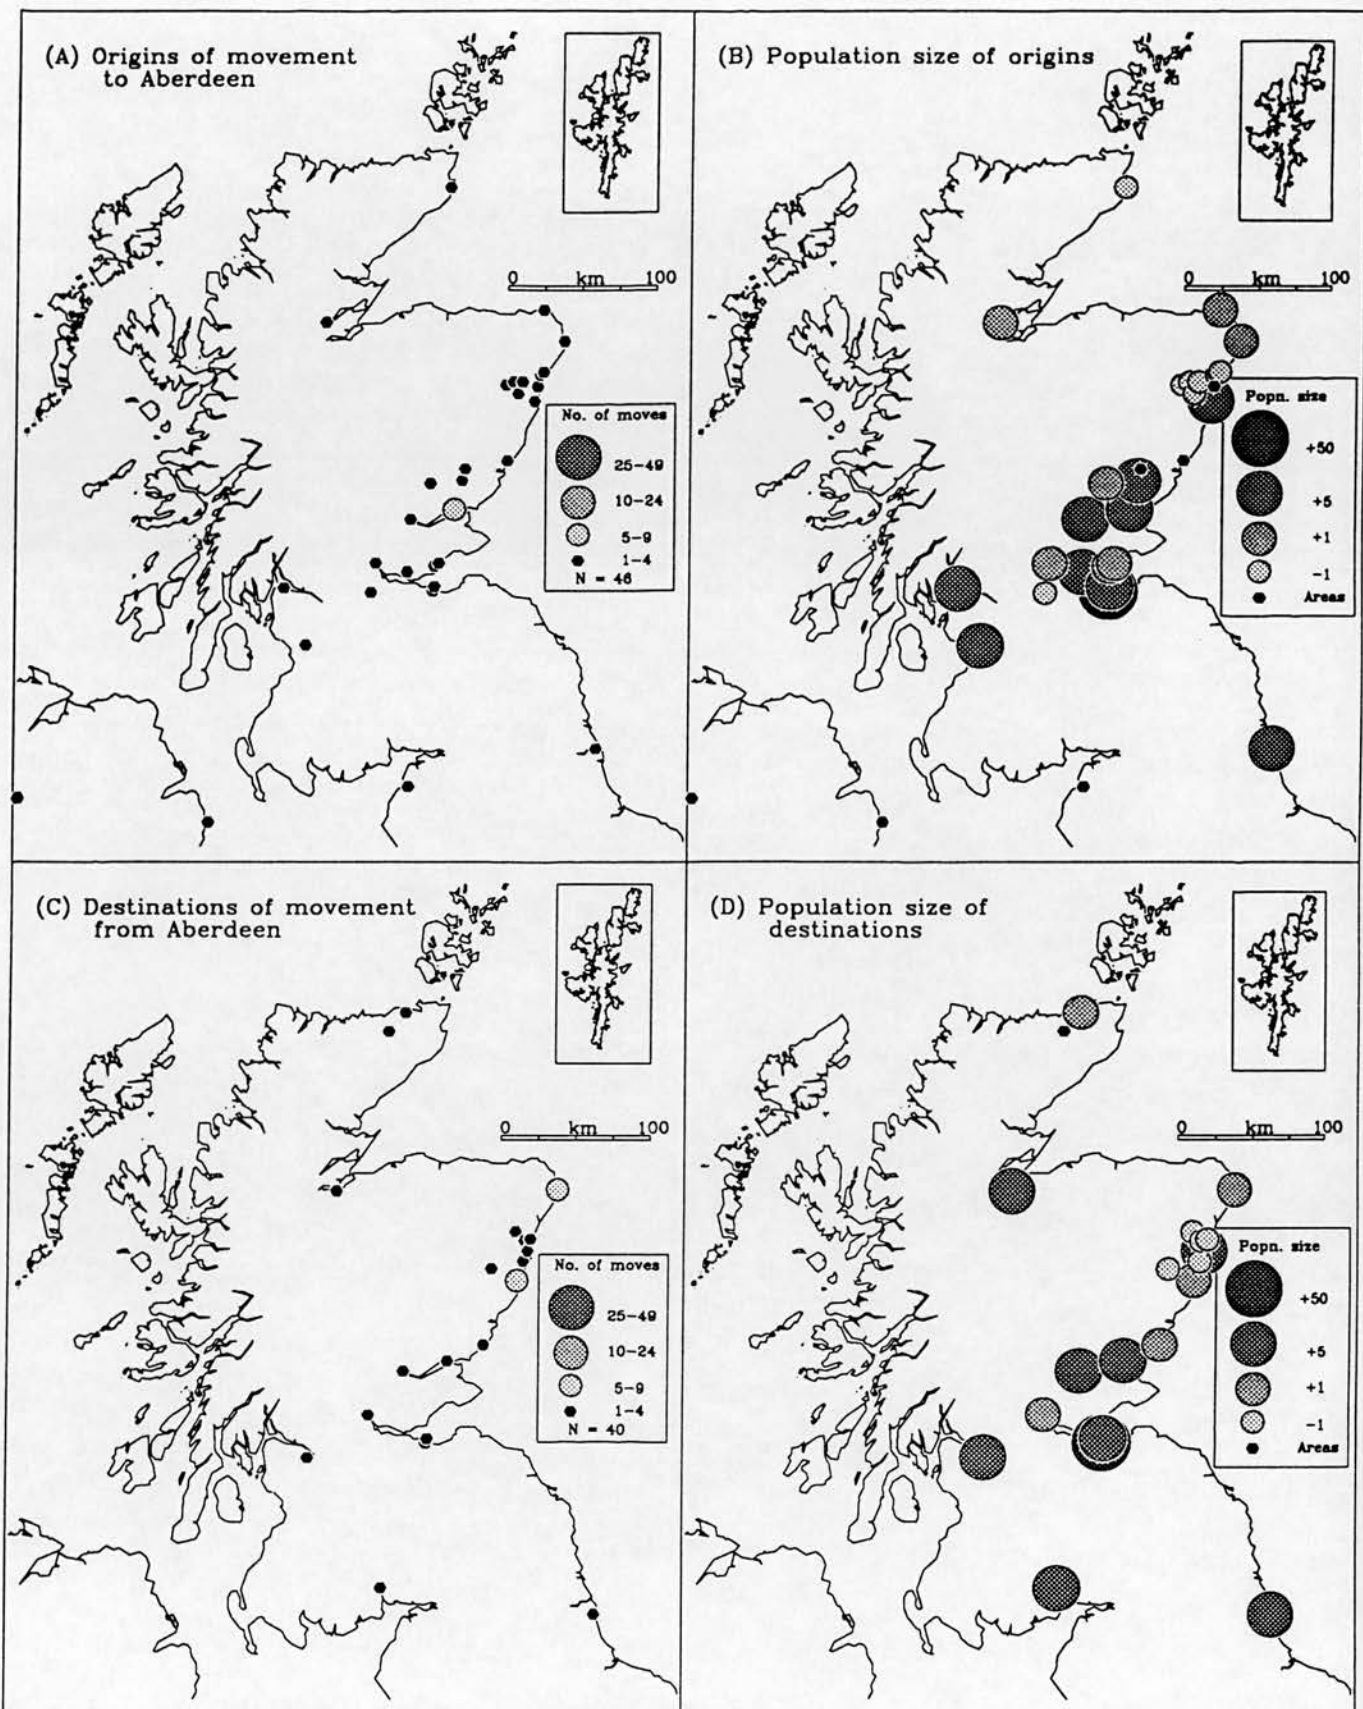 (A) Origins of movement
to Aberdeen
0 km 100
No. of moves
25-49
10-24
5-9
1-4
N = 46
(B) Population size of origins
0 km 100
Popn. size
+50
+5
+1
-1
Areas
(C) Destinations of movement
from Aberdeen
0 km 100
No. of moves
25-49
10-24
5-9
1-4
N = 40
(D) Population size of
destinations
0 km 100
Popn. size
+50
+5
+1
-1
Areas